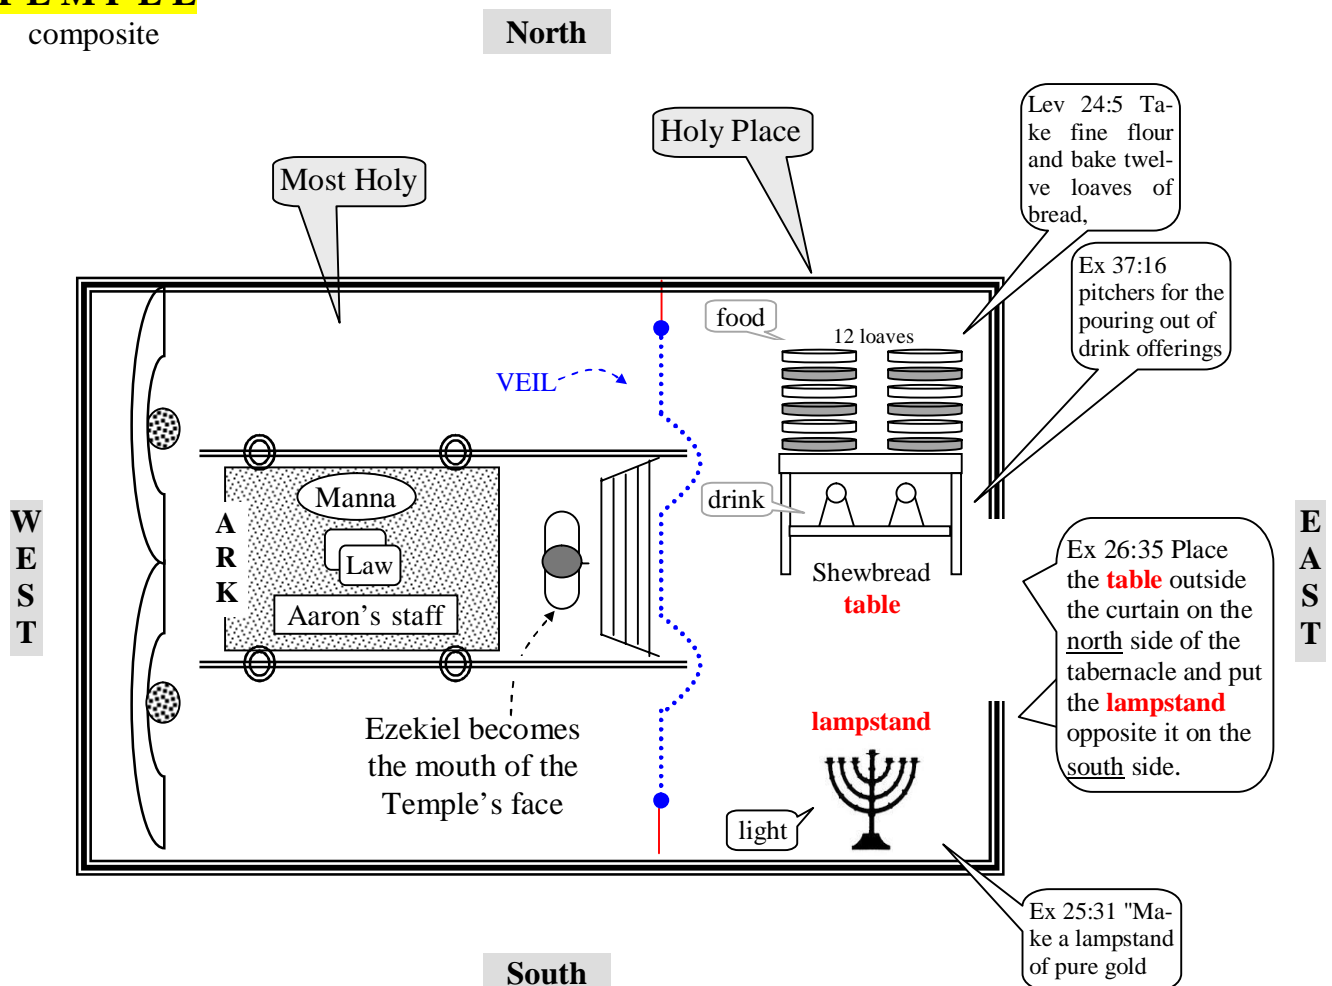 TEMPLE
composite
North
Most Holy
Holy Place
Lev 24:5 Ta-
ke fine flour
and bake twel-
ve loaves of
bread,
Ex 37:16
pitchers for the
pouring out of
drink offerings
food
12 loaves
VEIL
drink
Shewbread
table
W
E
S
T
A
R
K
Manna
Law
Aaron's staff
Ezekiel becomes
the mouth of the
Temple's face
lampstand
light
Ex 26:35 Place
the table outside
the curtain on the
north side of the
tabernacle and put
the lampstand
opposite it on the
south side.
E
A
S
T
Ex 25:31 "Ma-
ke a lampstand
of pure gold
South